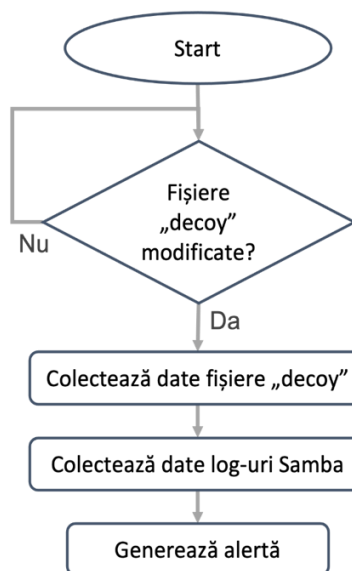 Start
Fișiere
„decoy”
modificate?
Nu
Da
Colectează date fișiere „decoy”
Colectează date log-uri Samba
Generează alertă